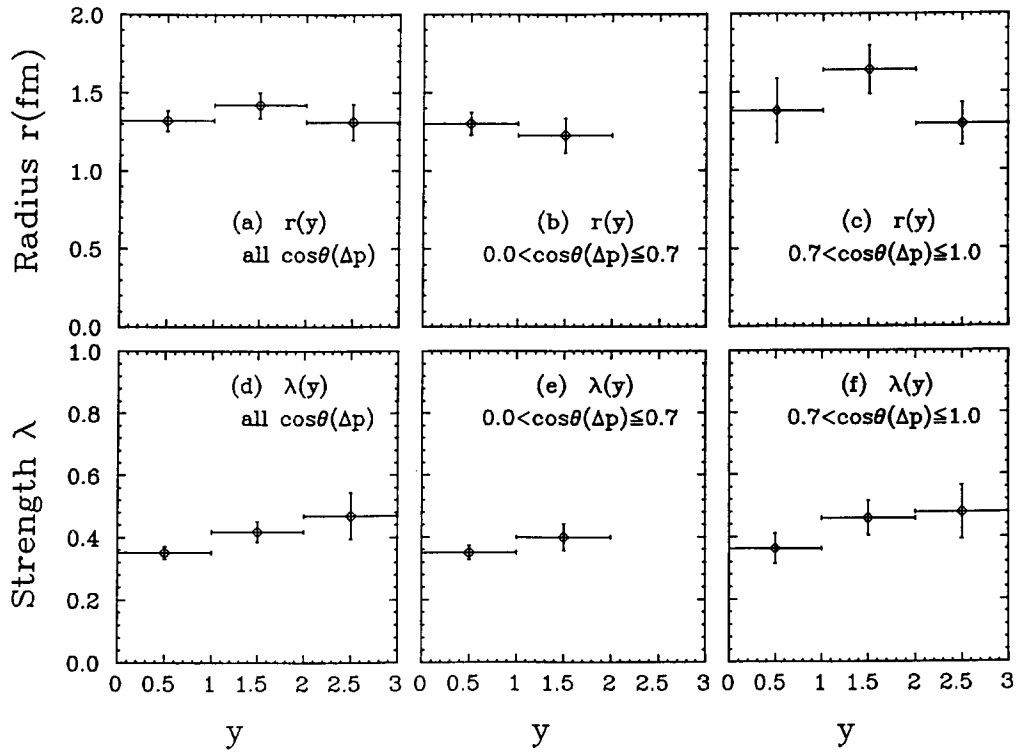 Radius r(fm)
2.0
1.5
1.0
0.5
0.0
(a) r(y)
all cosθ(Δp)
(b) r(y)
0.0<cosθ(Δp)≦0.7
(c) r(y)
0.7<cosθ(Δp)≦1.0
Strength λ
1.0
0.8
0.6
0.4
0.2
0.0
(d) λ(y)
all cosθ(Δp)
(e) λ(y)
0.0<cosθ(Δp)≦0.7
(f) λ(y)
0.7<cosθ(Δp)≦1.0
0 0.5 1 1.5 2 2.5 3
0 0.5 1 1.5 2 2.5 3
0 0.5 1 1.5 2 2.5 3
y
y
y